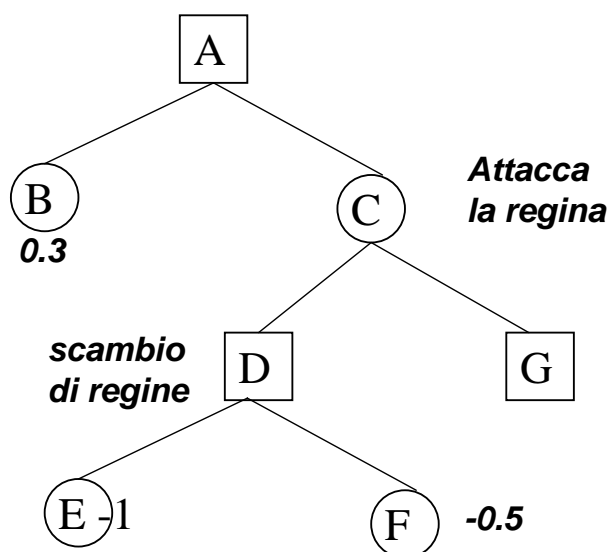 A
B
0.3
C
Attacca
la regina
scambio
di regine
D
G
E -1
F
-0.5